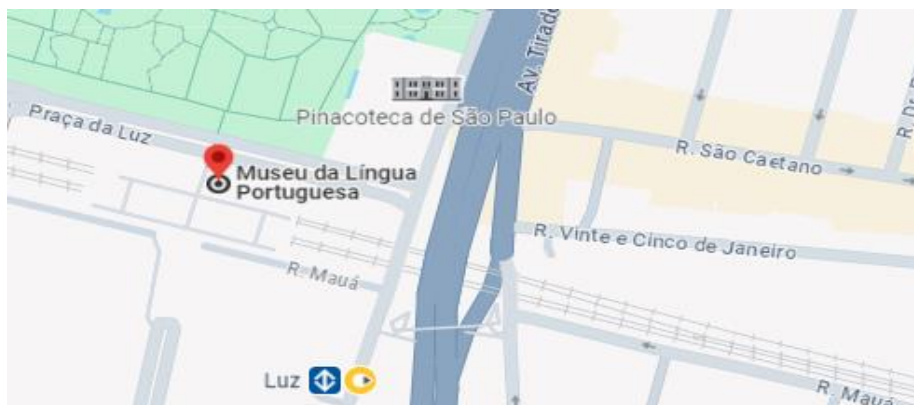 Av. Tirad
Pinacoteca de São Paulo
Praça da Luz
Museu da Língua
Portuguesa
R. São Caetano
R. Vinte e Cinco de Janeiro
R. Mauá
Luz
R. Mauá